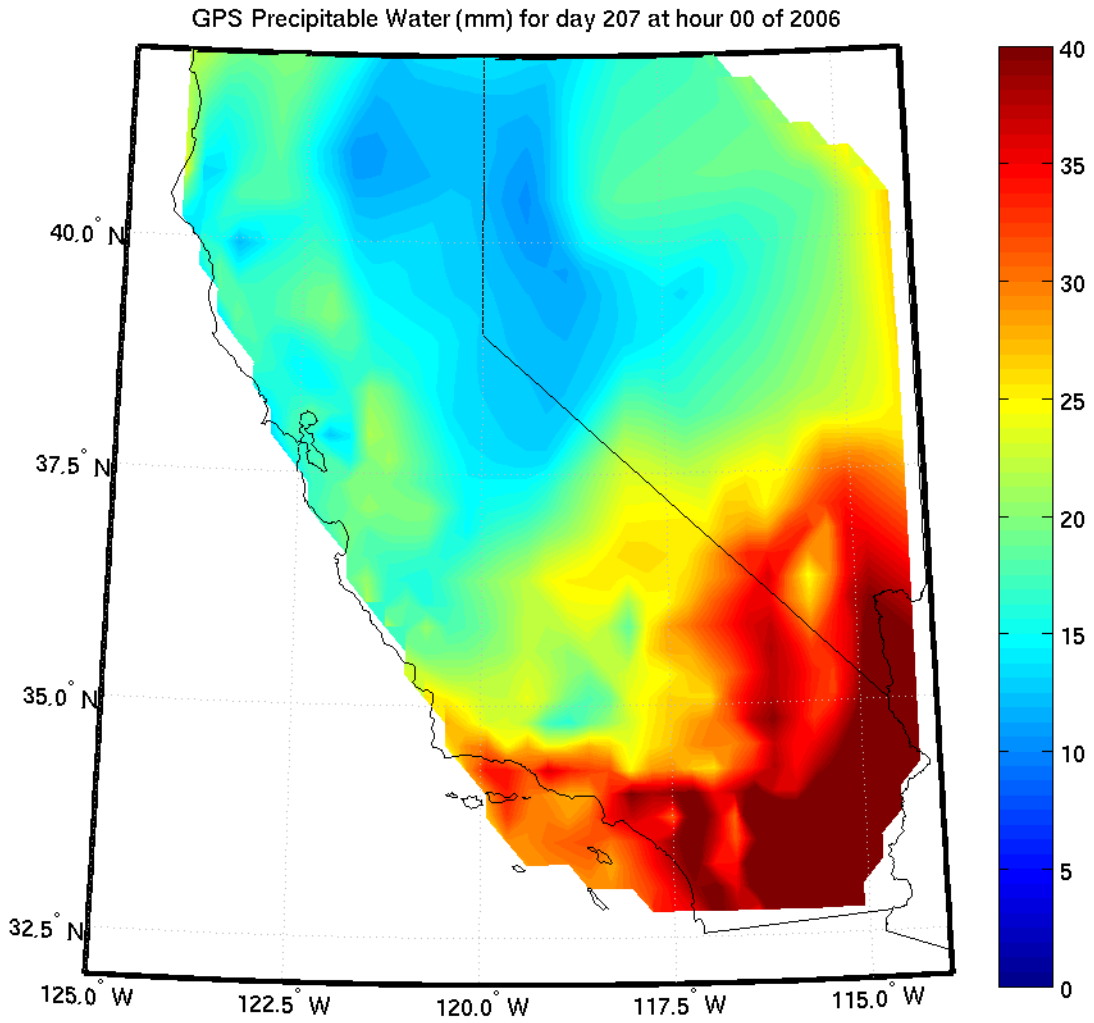 GPS Precipitable Water (mm) for day 207 at hour 00 of 2006
40
35
30
25
20
15
10
5
0
40.0° N
37.5° N
35.0° N
32.5° N
125.0° W
122.5° W
120.0° W
117.5° W
115.0° W